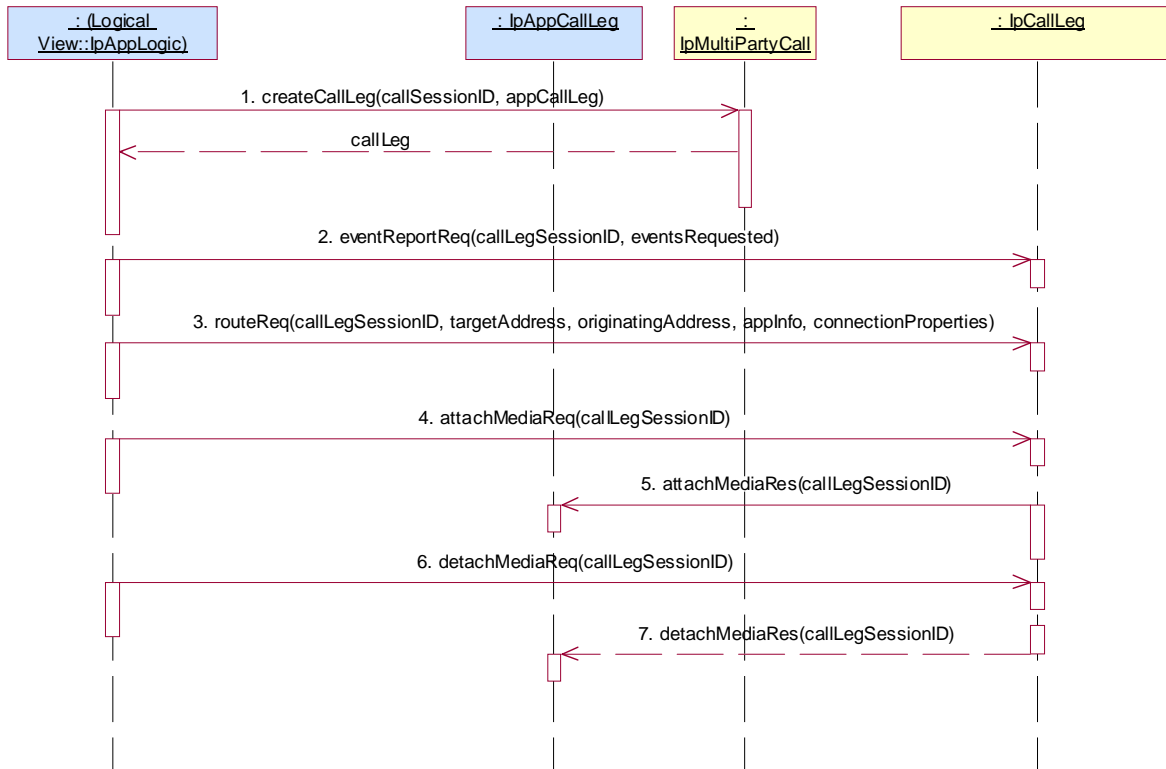 : (Logical
View::IpAppLogic)
: IpAppCallLeg
:
IpMultiPartyCall
: IpCallLeg
1. createCallLeg(callSessionID, appCallLeg)
callLeg
2. eventReportReq(callLegSessionID, eventsRequested)
3. routeReq(callLegSessionID, targetAddress, originatingAddress, appInfo, connectionProperties)
4. attachMediaReq(callLegSessionID)
5. attachMediaRes(callLegSessionID)
6. detachMediaReq(callLegSessionID)
7. detachMediaRes(callLegSessionID)